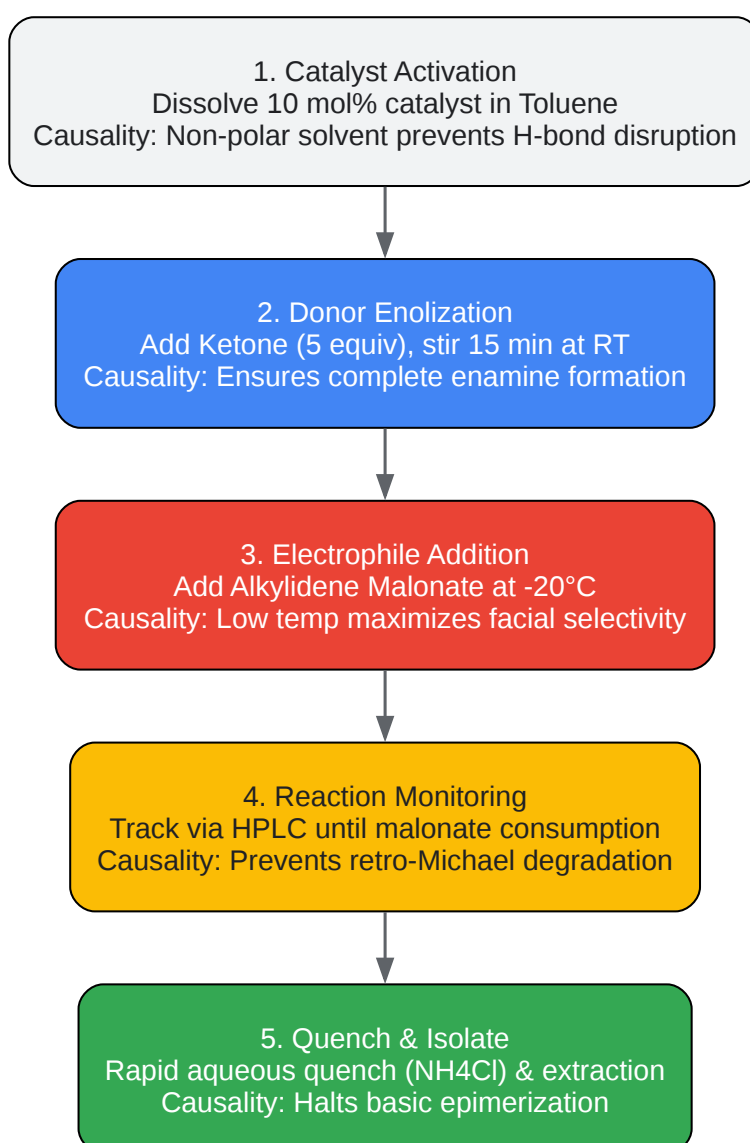 1. Catalyst Activation
Dissolve 10 mol% catalyst in Toluene
Causality: Non-polar solvent prevents H-bond disruption
2. Donor Enolization
Add Ketone (5 equiv), stir 15 min at RT
Causality: Ensures complete enamine formation
3. Electrophile Addition
Add Alkylidene Malonate at -20°C
Causality: Low temp maximizes facial selectivity
4. Reaction Monitoring
Track via HPLC until malonate consumption
Causality: Prevents retro-Michael degradation
5. Quench & Isolate
Rapid aqueous quench (NH4Cl) & extraction
Causality: Halts basic epimerization